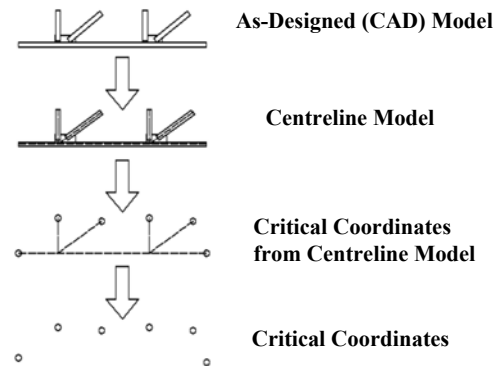 As-Designed (CAD) Model
Centreline Model
Critical Coordinates
from Centreline Model
Critical Coordinates